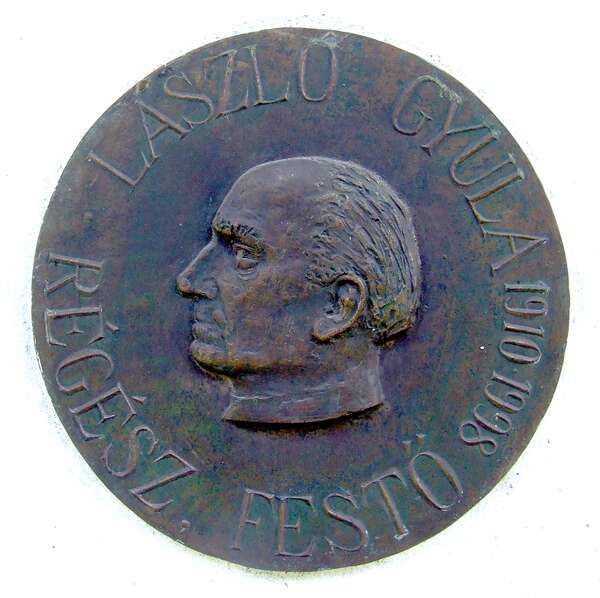 LÁSZLÓ GYULA 1910-1998
RÉGÉSZ, FESTŐ